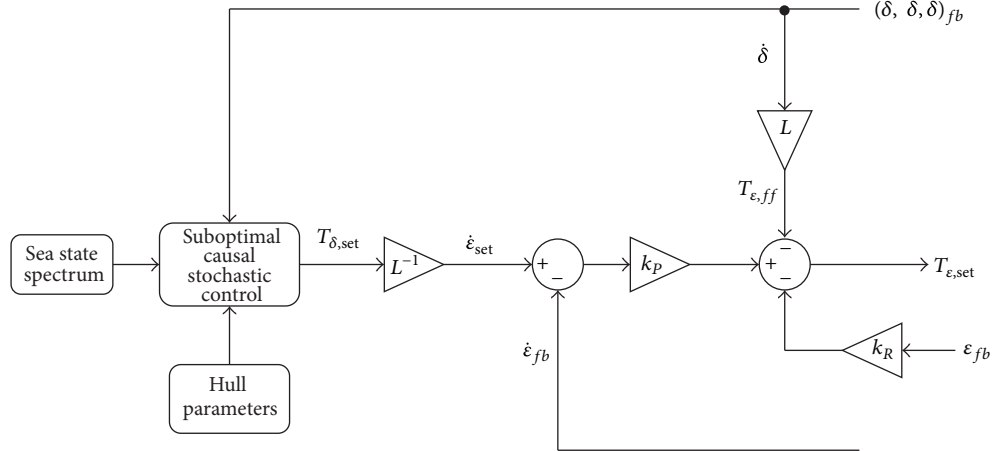 (δ, δ,δ)fb
δ̇
L
Tε,ff
Sea state
spectrum
Suboptimal
causal
stochastic
control
Tδ,set
L⁻¹
ε̇set
+
−
kP
−
+
−
Tε,set
ε̇fb
kR
εfb
Hull
parameters